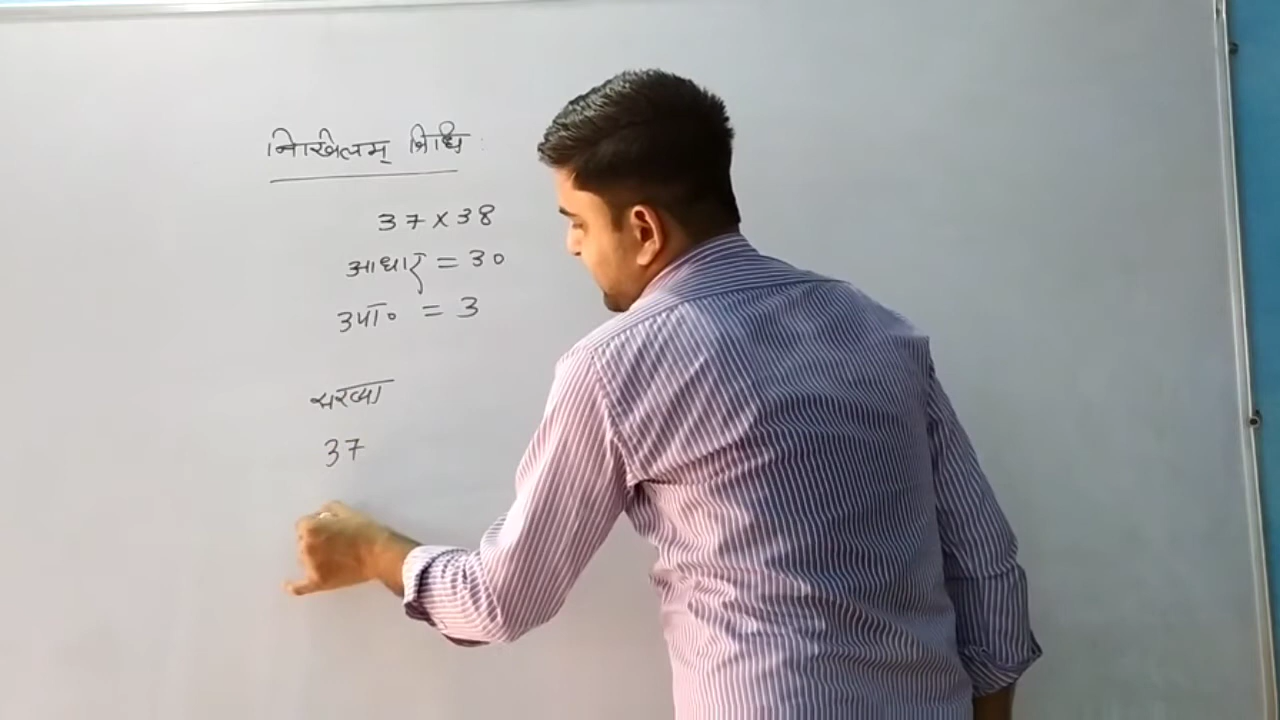 निखिलम् विधि :
37 × 38
आधार = 30
उपा० = 3
संख्या
37